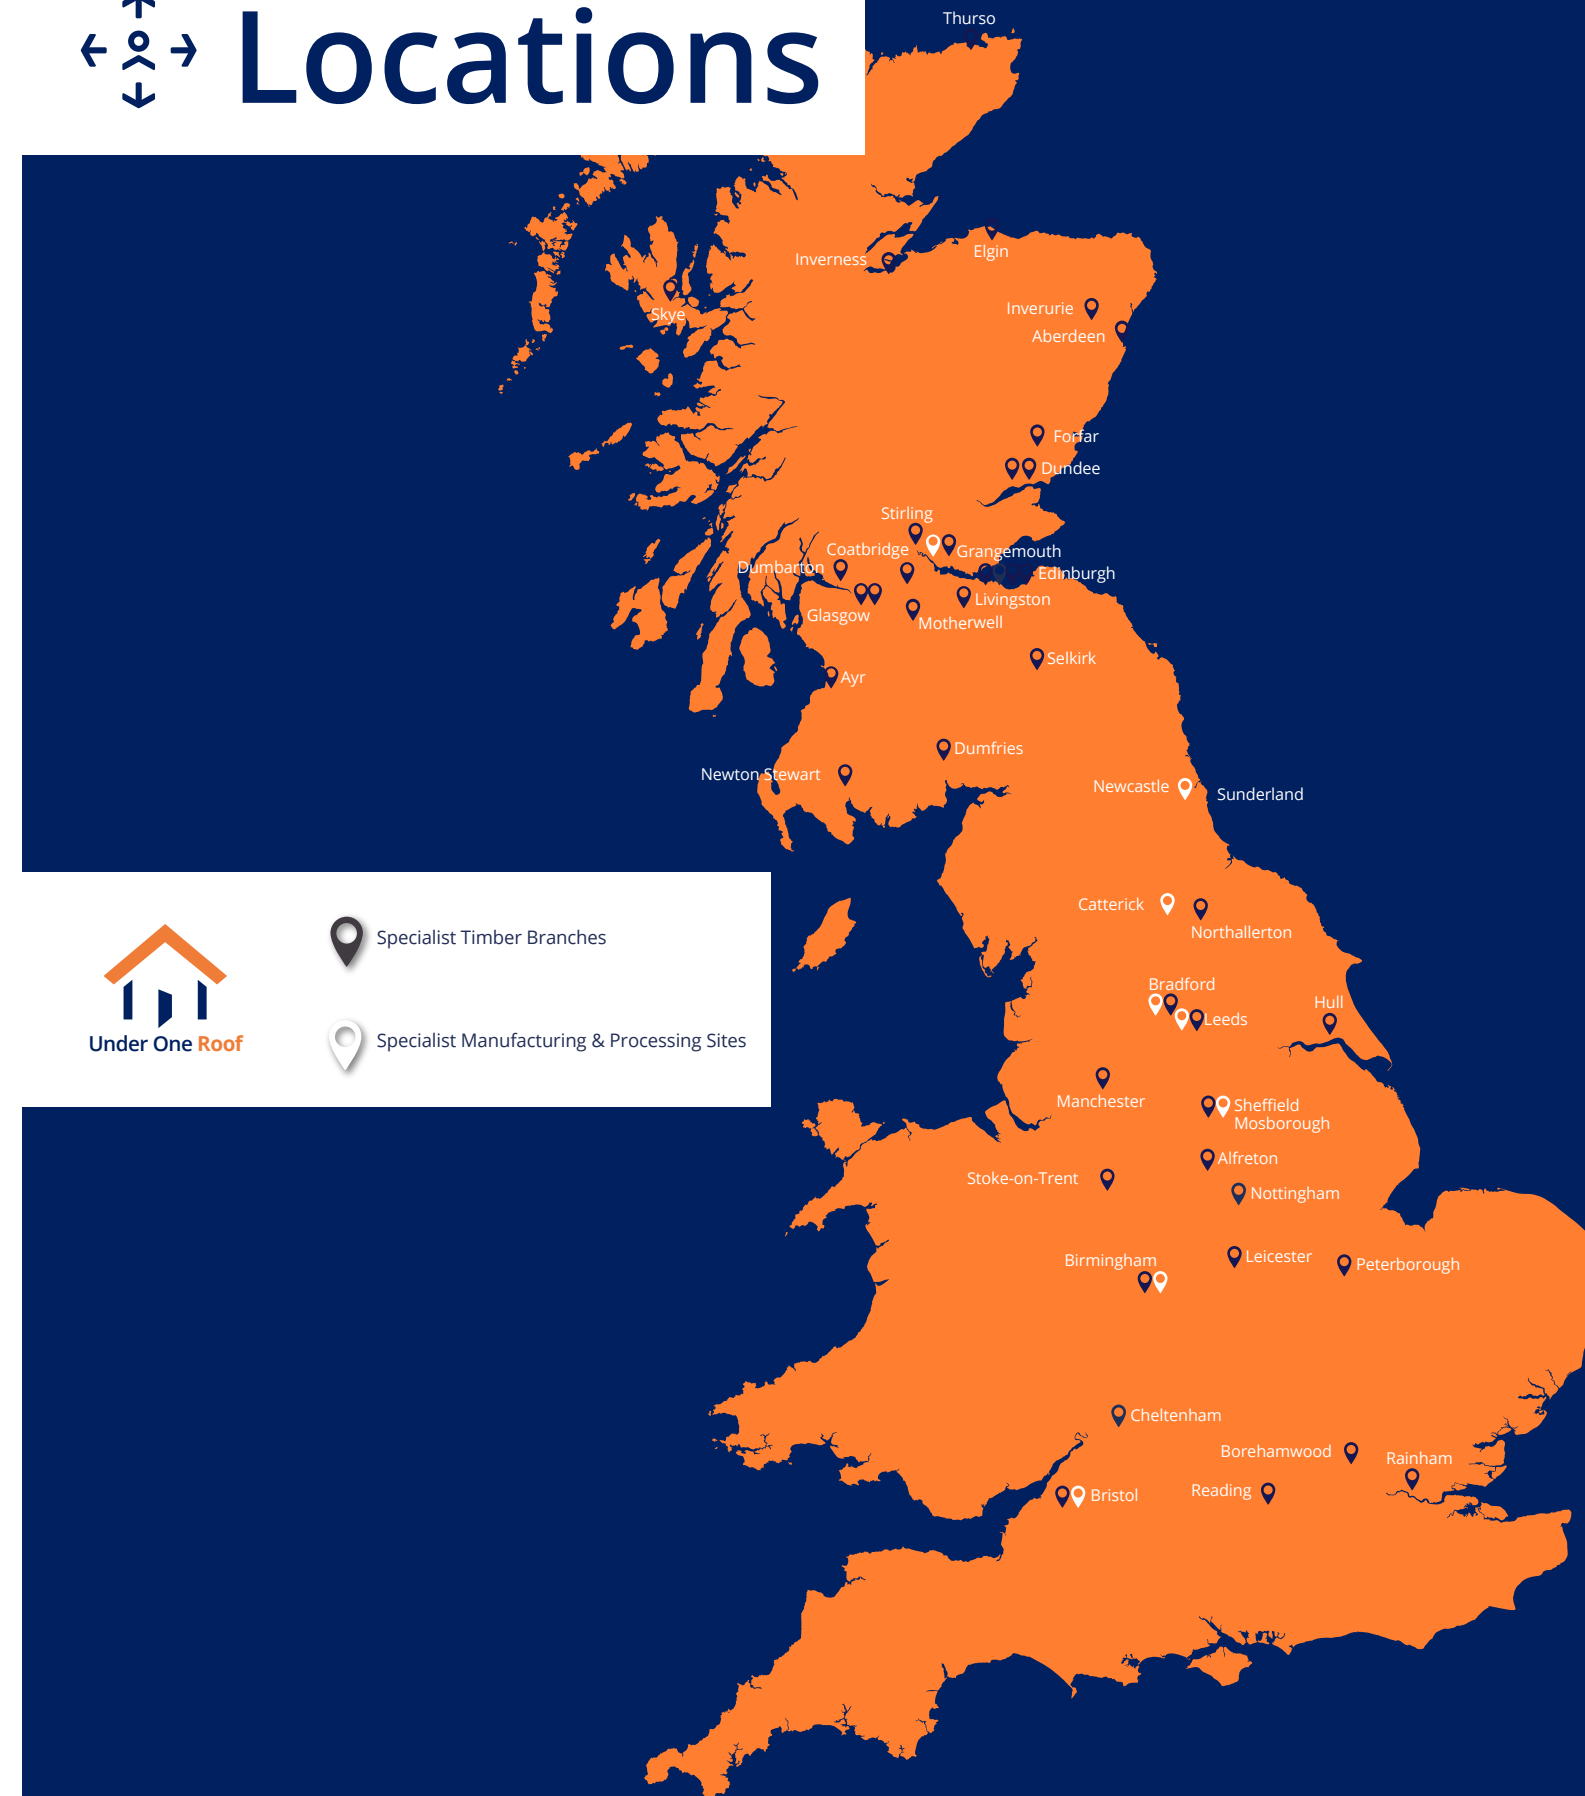 Locations
Thurso
Elgin
Inverness
Inverurie
Skye
Aberdeen
Forfar
Dundee
Stirling
Coatbridge
Grangemouth
Dumbarton
Edinburgh
Livingston
Glasgow
Motherwell
Selkirk
Ayr
Dumfries
Newton Stewart
Newcastle
Sunderland
Catterick
Northallerton
Specialist Timber Branches
Under One Roof
Specialist Manufacturing & Processing Sites
Bradford
Hull
Leeds
Manchester
Sheffield
Mosborough
Alfreton
Stoke-on-Trent
Nottingham
Leicester
Birmingham
Peterborough
Cheltenham
Borehamwood
Rainham
Reading
Bristol